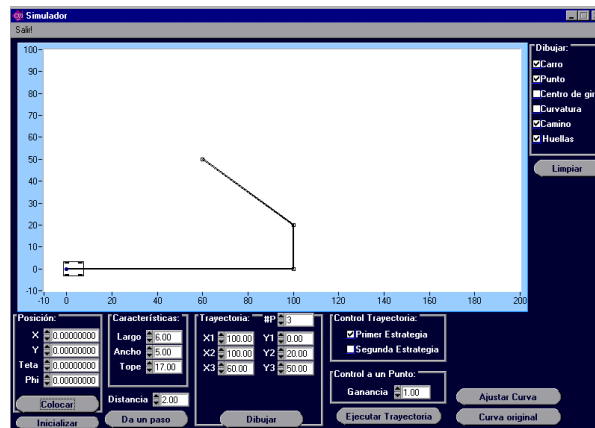 Simulador
Salir!
100-
90-
80-
70-
60-
50-
40-
30-
20-
10-
0-
-10-
-10 0 20 40 60 80 100 120 140 160 180 200
Dibujar:
Carro
Punto
Centro de gir
Curvatura
Camino
Huellas
Limpiar
Posición:
X 0.00000000
Y 0.00000000
Teta 0.00000000
Phi 0.00000000
Colocar
Inicializar
Características:
Largo 6.00
Ancho 5.00
Tope 17.00
Distancia 2.00
Da un paso
Trayectoria: #P 3
X1 100.00 Y1 0.00
X2 100.00 Y2 20.00
X3 60.00 Y3 50.00
Dibujar
Control Trayectoria:
Primer Estrategia
Segunda Estrategia
Control a un Punto:
Ganancia 1.00
Ejecutar Trayectoria
Ajustar Curva
Curva original